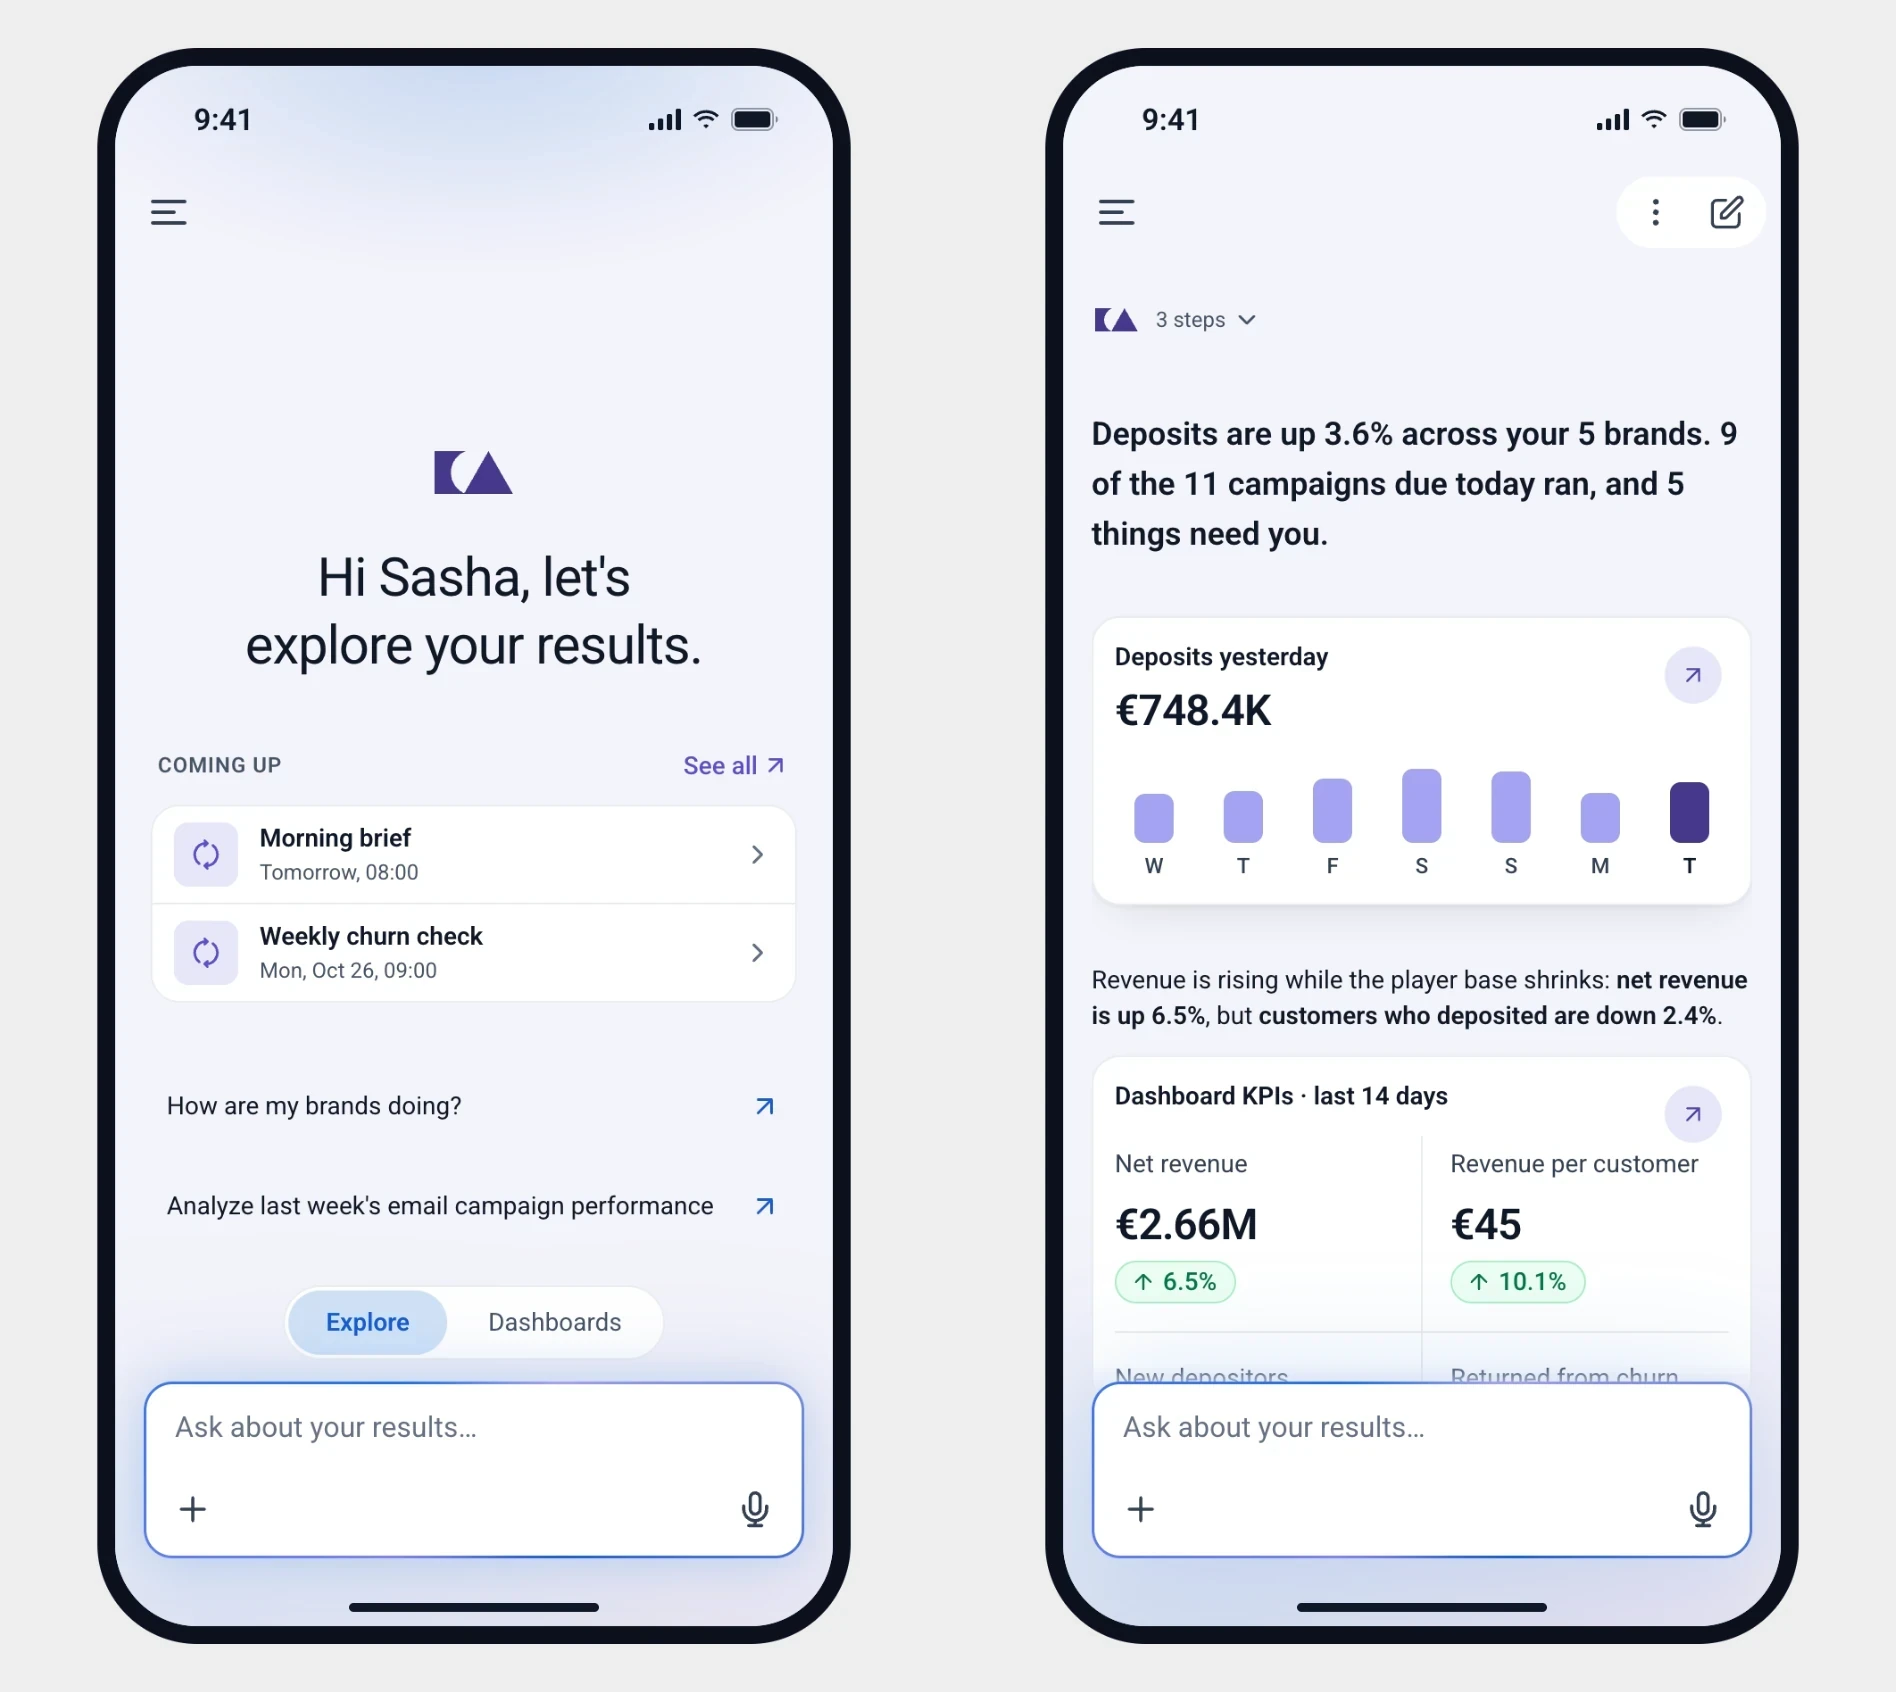 9:41
Hi Sasha, let's
explore your results.
COMING UP
See all
Morning brief
Tomorrow, 08:00
Weekly churn check
Mon, Oct 26, 09:00
How are my brands doing?
Analyze last week's email campaign performance
Explore
Dashboards
Ask about your results…
9:41
3 steps
Deposits are up 3.6% across your 5 brands. 9
of the 11 campaigns due today ran, and 5
things need you.
Deposits yesterday
€748.4K
W T F S S M T
Revenue is rising while the player base shrinks: net revenue
is up 6.5%, but customers who deposited are down 2.4%.
Dashboard KPIs · last 14 days
Net revenue
€2.66M
6.5%
Revenue per customer
€45
10.1%
New depositors
Returned from churn
Ask about your results…